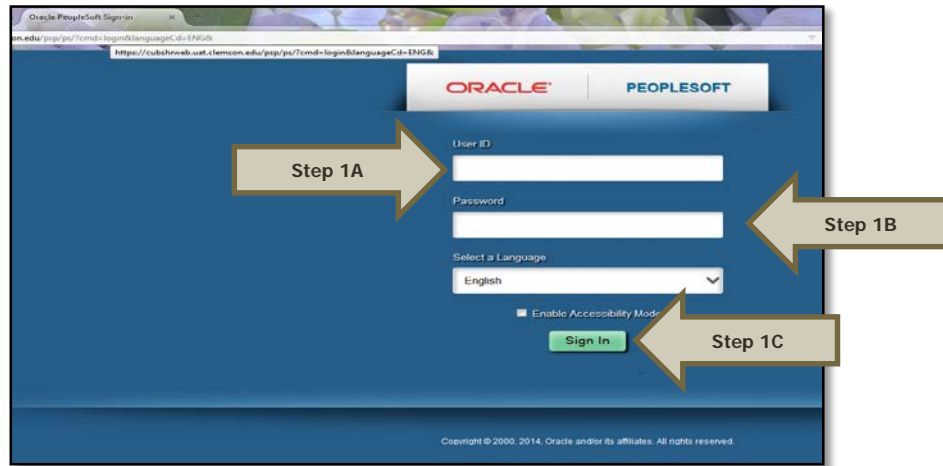 Oracle PeopleSoft Sign-in
on.edu/psp/ps/?cmd=login&languageCd=ENG&
https://cubshrweb.uat.clemson.edu/psp/ps/?cmd=login&languageCd=ENG&
ORACLE PEOPLESOFT
User ID
Step 1A
Password
Step 1B
Select a Language
English
Enable Accessibility Mode
Sign In
Step 1C
Copyright © 2000, 2014, Oracle and/or its affiliates. All rights reserved.